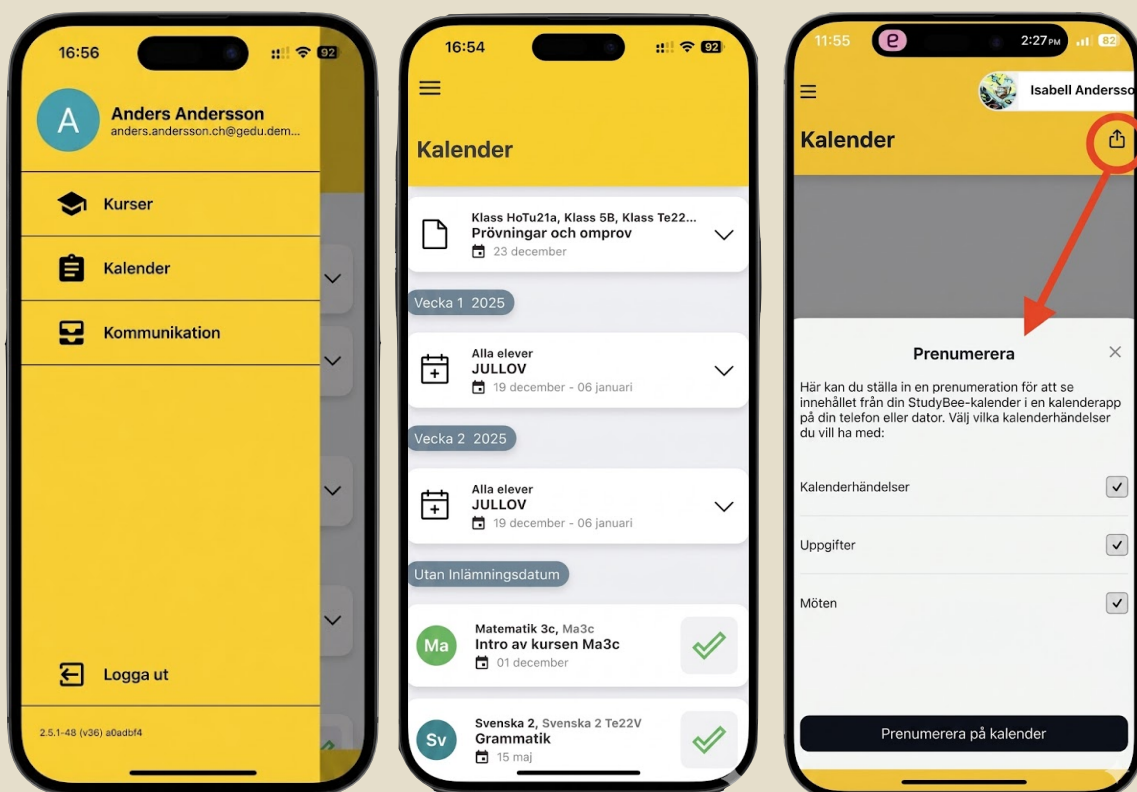 16:56
92
A
Anders Andersson
anders.andersson.ch@gedu.dem...
Kurser
Kalender
Kommunikation
Logga ut
2.5.1-48 (v36) a0adbf4
16:54
92
Kalender
Klass HoTu21a, Klass 5B, Klass Te22...
Prövningar och omprov
23 december
Vecka 1 2025
Alla elever
JULLOV
19 december - 06 januari
Vecka 2 2025
Alla elever
JULLOV
19 december - 06 januari
Utan Inlämningsdatum
Ma
Matematik 3c, Ma3c
Intro av kursen Ma3c
01 december
Sv
Svenska 2, Svenska 2 Te22V
Grammatik
15 maj
11:55
e
2:27 PM
82
Isabell Andersso
Kalender
Prenumerera
Här kan du ställa in en prenumeration för att se
innehållet från din StudyBee-kalender i en kalenderapp
på din telefon eller dator. Välj vilka kalenderhändelser
du vill ha med:
Kalenderhändelser
Uppgifter
Möten
Prenumerera på kalender